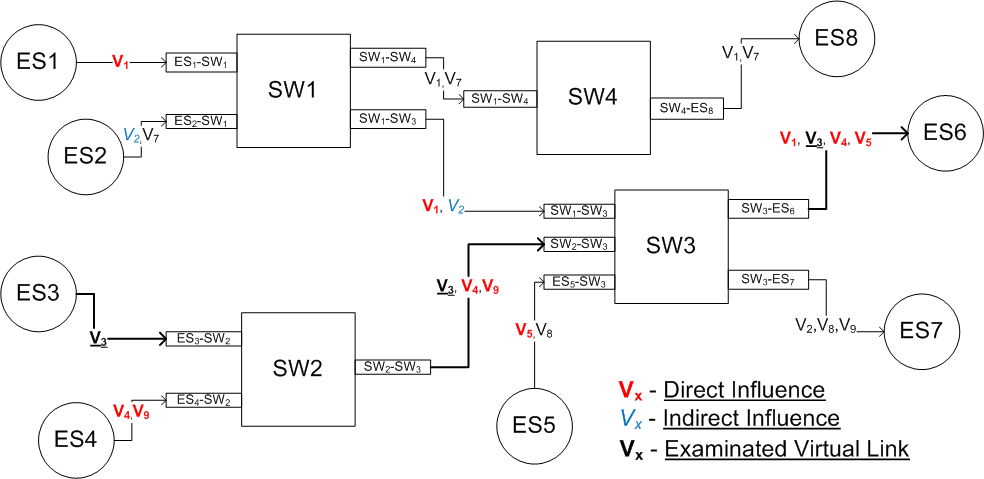 ES1
V₁
ES₁-SW₁
SW1
SW₁-SW₄
V₁,V₇
SW₁-SW₄
SW4
SW₄-ES₈
V₁,V₇
ES8
ES2
V₂,V₇
ES₂-SW₁
SW₁-SW₃
V₁, V₂
SW₁-SW₃
SW₂-SW₃
ES₅-SW₃
SW3
SW₃-ES₆
V₁, V₃, V₄, V₅
ES6
SW₃-ES₇
V₂,V₈,V₉
ES7
ES3
V₃
ES₃-SW₂
SW2
SW₂-SW₃
V₃, V₄,V₉
ES4
V₄,V₉
ES₄-SW₂
V₅,V₈
ES5
Vₓ - Direct Influence
Vₓ - Indirect Influence
Vₓ - Examinated Virtual Link